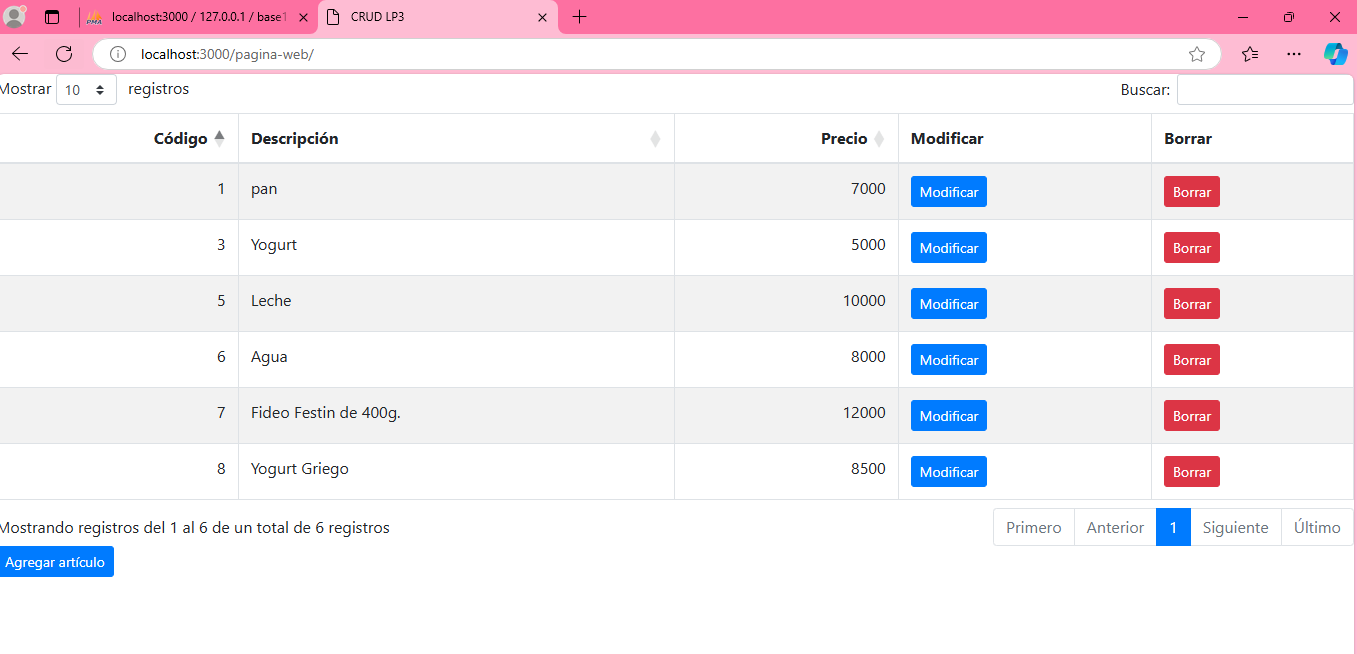 localhost:3000 / 127.0.0.1 / base1
CRUD LP3
localhost:3000/pagina-web/
Mostrar 10 registros
Buscar:
Código Descripción Precio Modificar Borrar
1 pan 7000 Modificar Borrar
3 Yogurt 5000 Modificar Borrar
5 Leche 10000 Modificar Borrar
6 Agua 8000 Modificar Borrar
7 Fideo Festin de 400g. 12000 Modificar Borrar
8 Yogurt Griego 8500 Modificar Borrar
Mostrando registros del 1 al 6 de un total de 6 registros
Primero Anterior 1 Siguiente Último
Agregar artículo